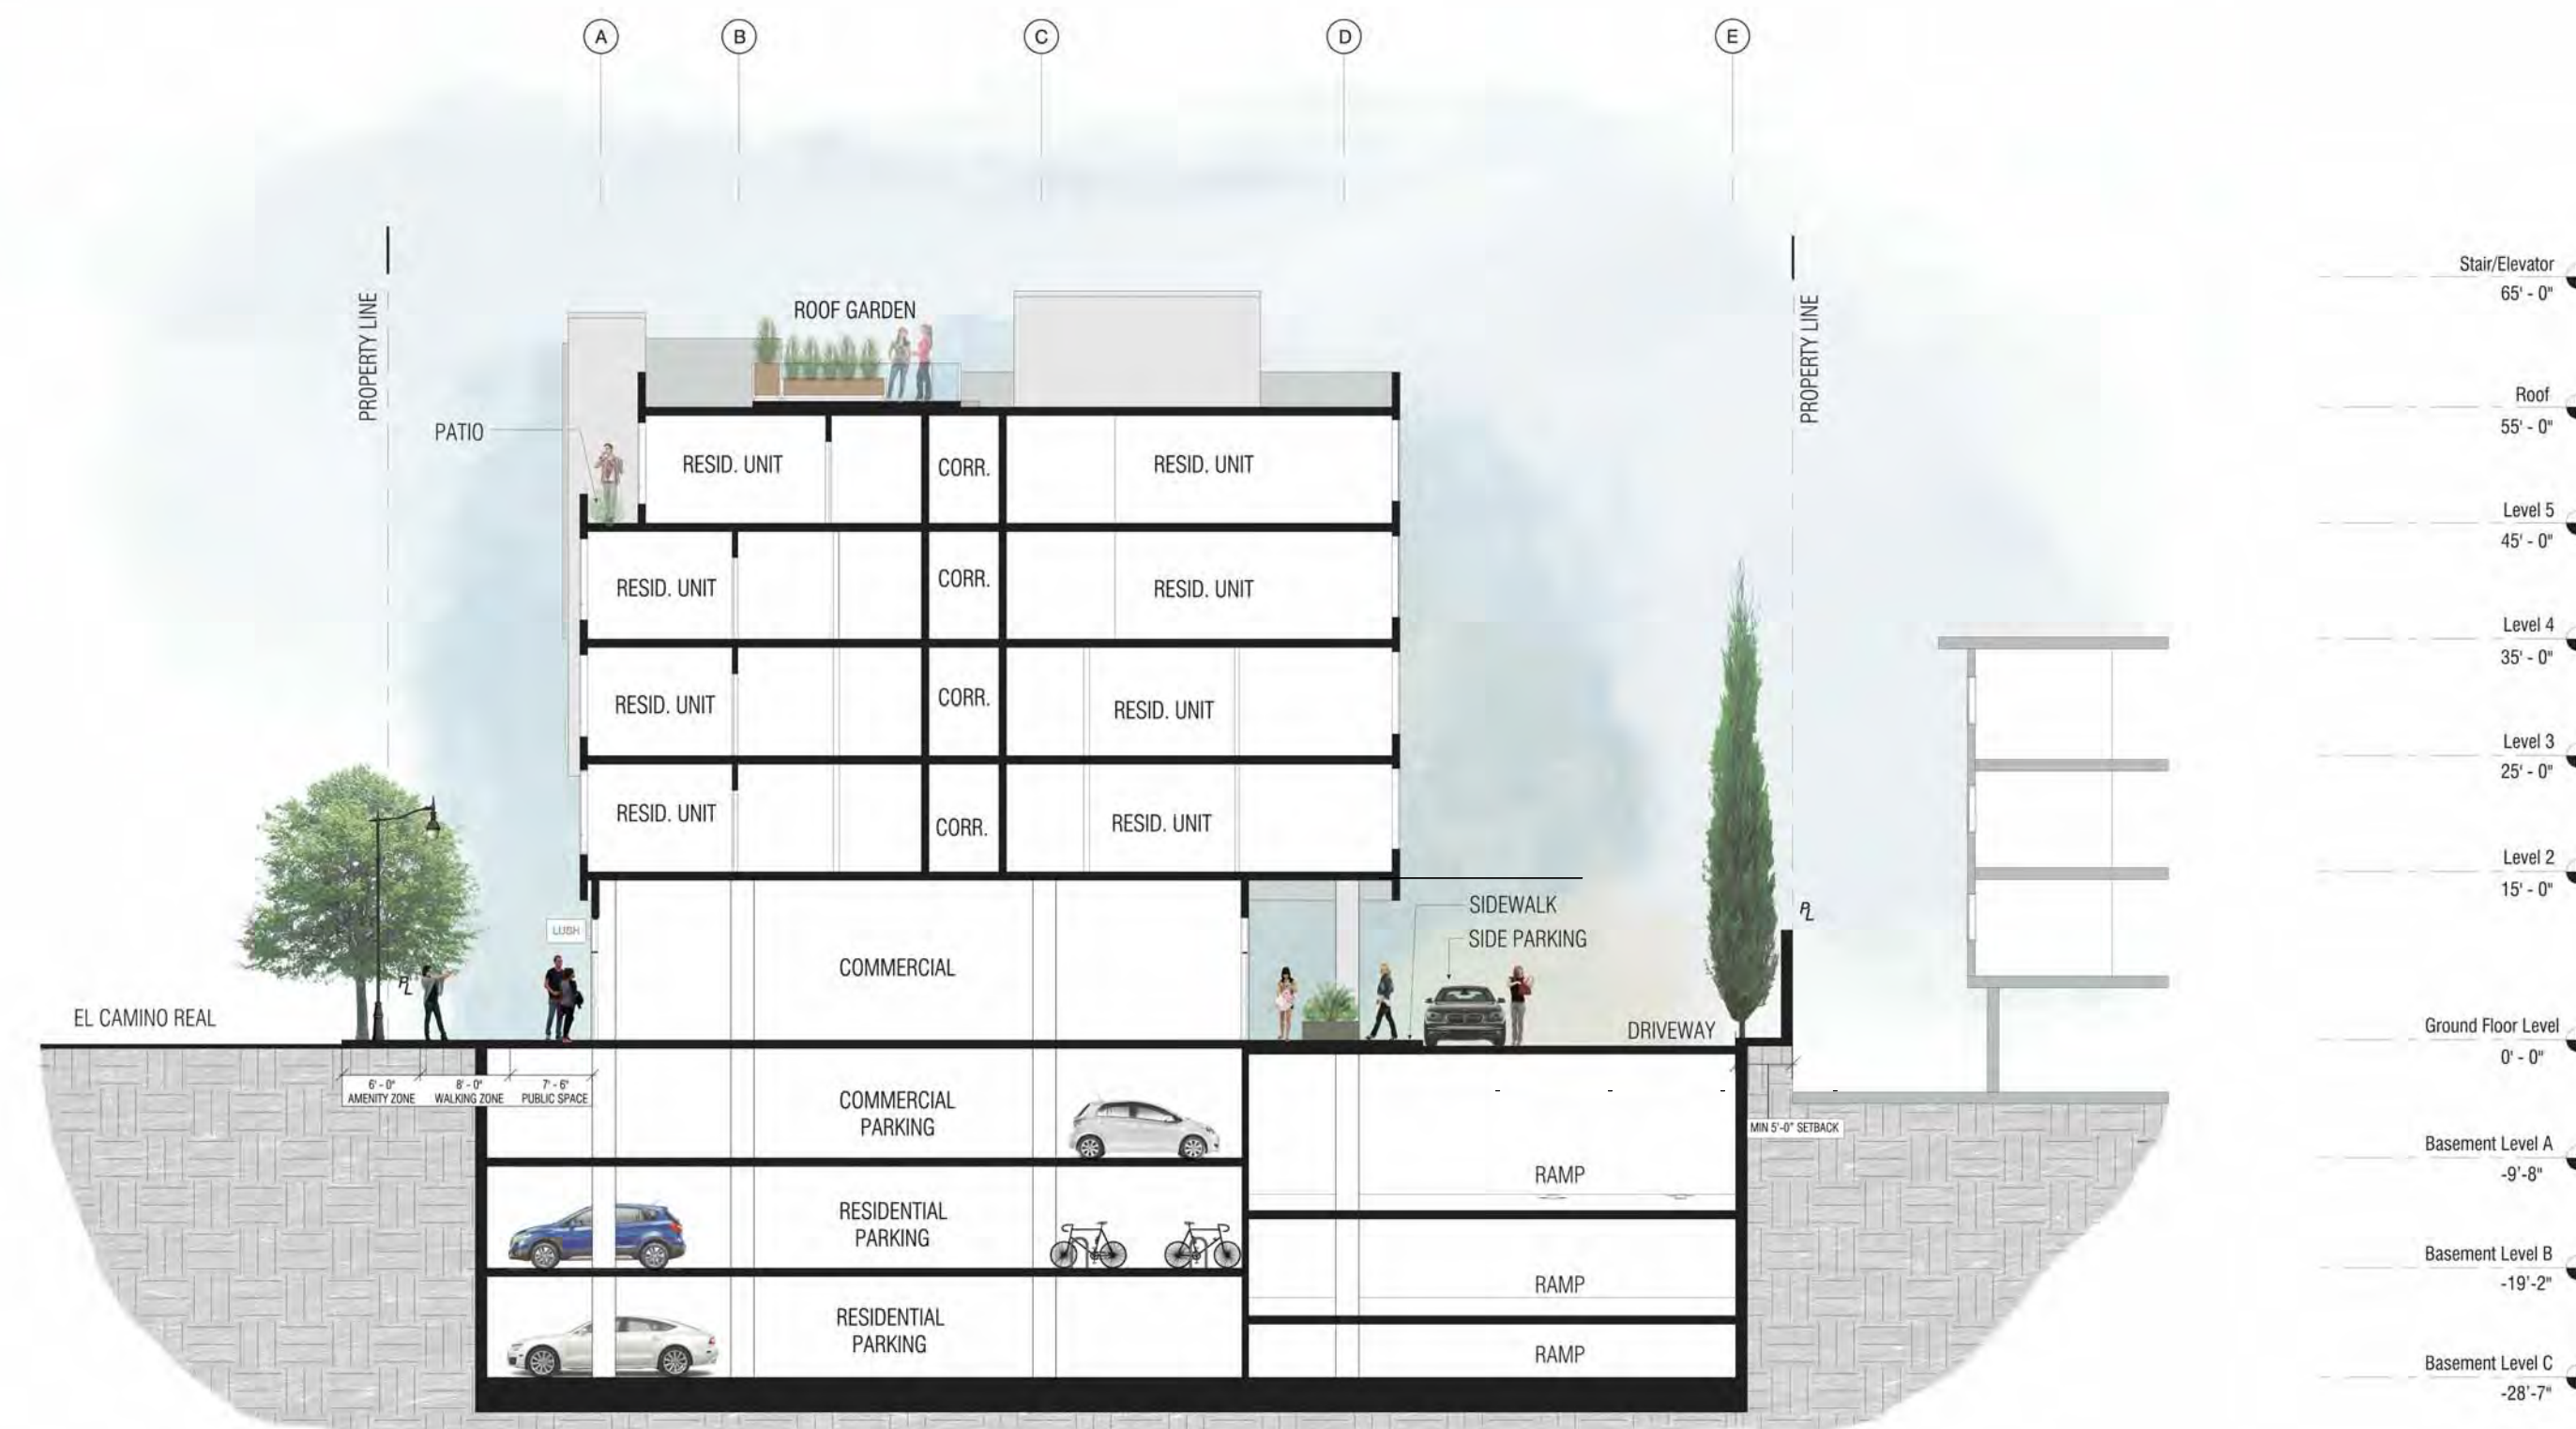 A
B
C
D
E
PROPERTY LINE
ROOF GARDEN
PROPERTY LINE
PATIO
RESID. UNIT
CORR.
RESID. UNIT
RESID. UNIT
CORR.
RESID. UNIT
RESID. UNIT
CORR.
RESID. UNIT
RESID. UNIT
CORR.
RESID. UNIT
SIDEWALK
SIDE PARKING
LUSH
COMMERCIAL
PL
PL
EL CAMINO REAL
DRIVEWAY
6' - 0"
AMENITY ZONE
8' - 0"
WALKING ZONE
7' - 6"
PUBLIC SPACE
COMMERCIAL
PARKING
MIN 5'-0" SETBACK
RAMP
RESIDENTIAL
PARKING
RAMP
RESIDENTIAL
PARKING
RAMP
Stair/Elevator
65' - 0"
Roof
55' - 0"
Level 5
45' - 0"
Level 4
35' - 0"
Level 3
25' - 0"
Level 2
15' - 0"
Ground Floor Level
0' - 0"
Basement Level A
-9'-8"
Basement Level B
-19'-2"
Basement Level C
-28'-7"